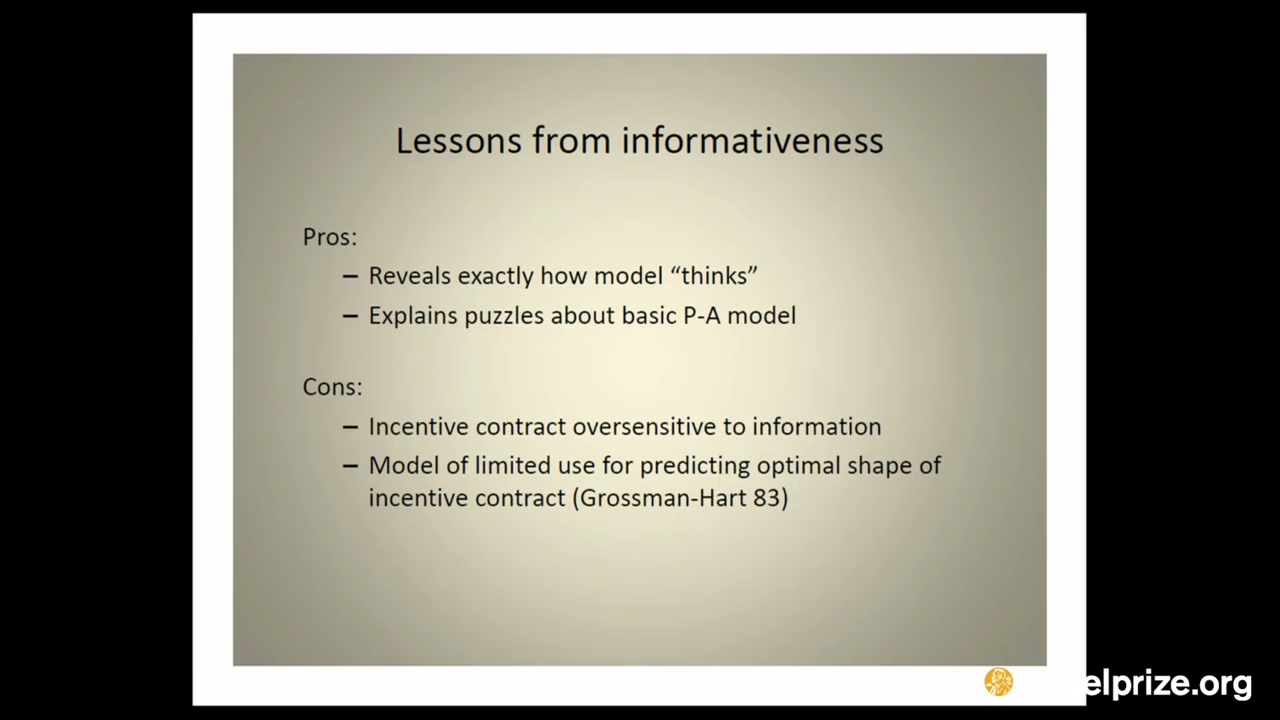 Lessons from informativeness
Pros:
– Reveals exactly how model “thinks”
– Explains puzzles about basic P-A model
Cons:
– Incentive contract oversensitive to information
– Model of limited use for predicting optimal shape of
incentive contract (Grossman-Hart 83)
elprize.org